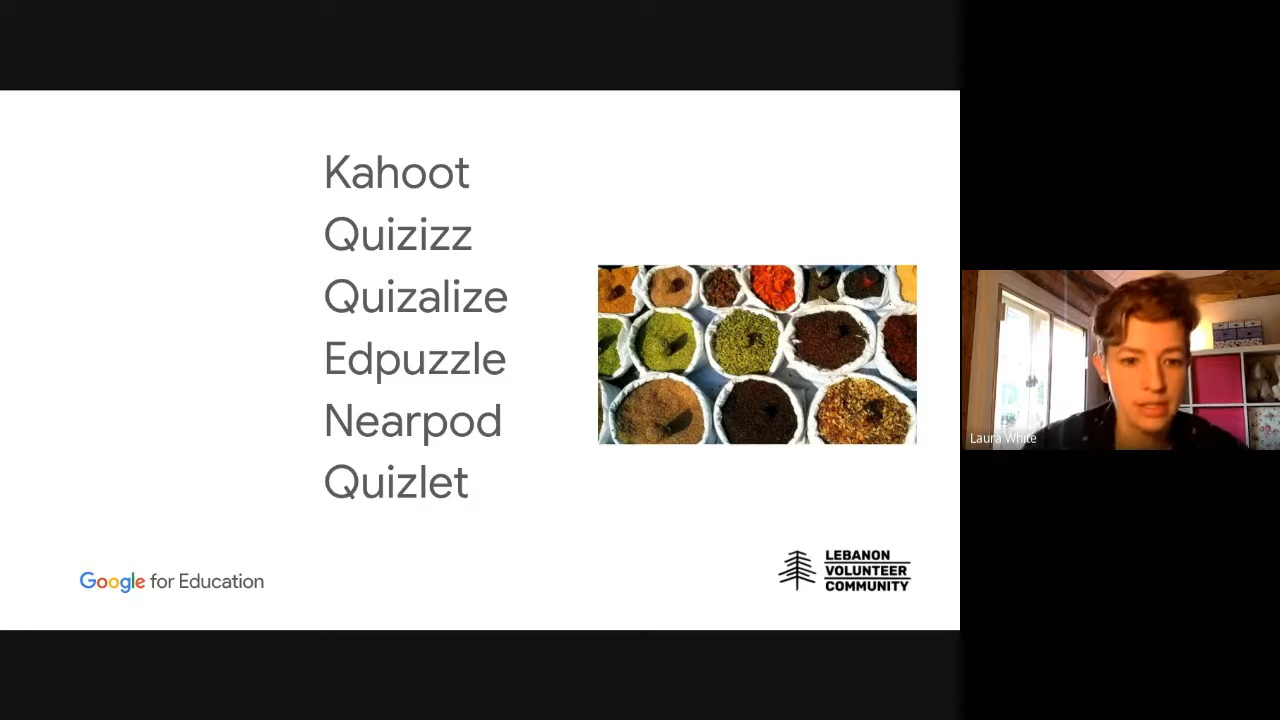 Kahoot
Quizizz
Quizalize
Edpuzzle
Nearpod
Quizlet
Google for Education
LEBANON
VOLUNTEER
COMMUNITY
Laura White